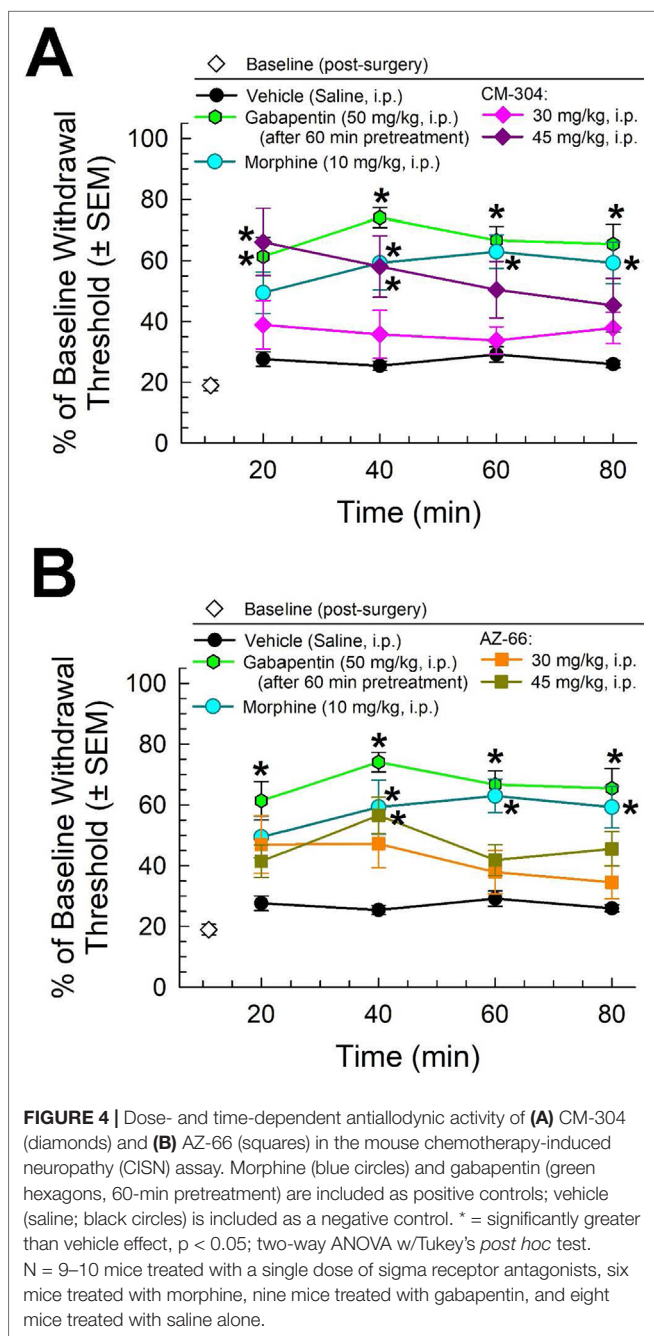 A
Baseline (post-surgery)
Vehicle (Saline, i.p.)
Gabapentin (50 mg/kg, i.p.)
(after 60 min pretreatment)
Morphine (10 mg/kg, i.p.)
CM-304:
30 mg/kg, i.p.
45 mg/kg, i.p.
% of Baseline Withdrawal
Threshold (± SEM)
100
80
60
40
20
0
* * * * * * * * *
20 40 60 80
Time (min)
B
Baseline (post-surgery)
Vehicle (Saline, i.p.)
Gabapentin (50 mg/kg, i.p.)
(after 60 min pretreatment)
Morphine (10 mg/kg, i.p.)
AZ-66:
30 mg/kg, i.p.
45 mg/kg, i.p.
% of Baseline Withdrawal
Threshold (± SEM)
100
80
60
40
20
0
* * * * * * * *
20 40 60 80
Time (min)
FIGURE 4 | Dose- and time-dependent antiallodynic activity of (A) CM-304
(diamonds) and (B) AZ-66 (squares) in the mouse chemotherapy-induced
neuropathy (CISN) assay. Morphine (blue circles) and gabapentin (green
hexagons, 60-min pretreatment) are included as positive controls; vehicle
(saline; black circles) is included as a negative control. * = significantly greater
than vehicle effect, p < 0.05; two-way ANOVA w/Tukey's post hoc test.
N = 9–10 mice treated with a single dose of sigma receptor antagonists, six
mice treated with morphine, nine mice treated with gabapentin, and eight
mice treated with saline alone.